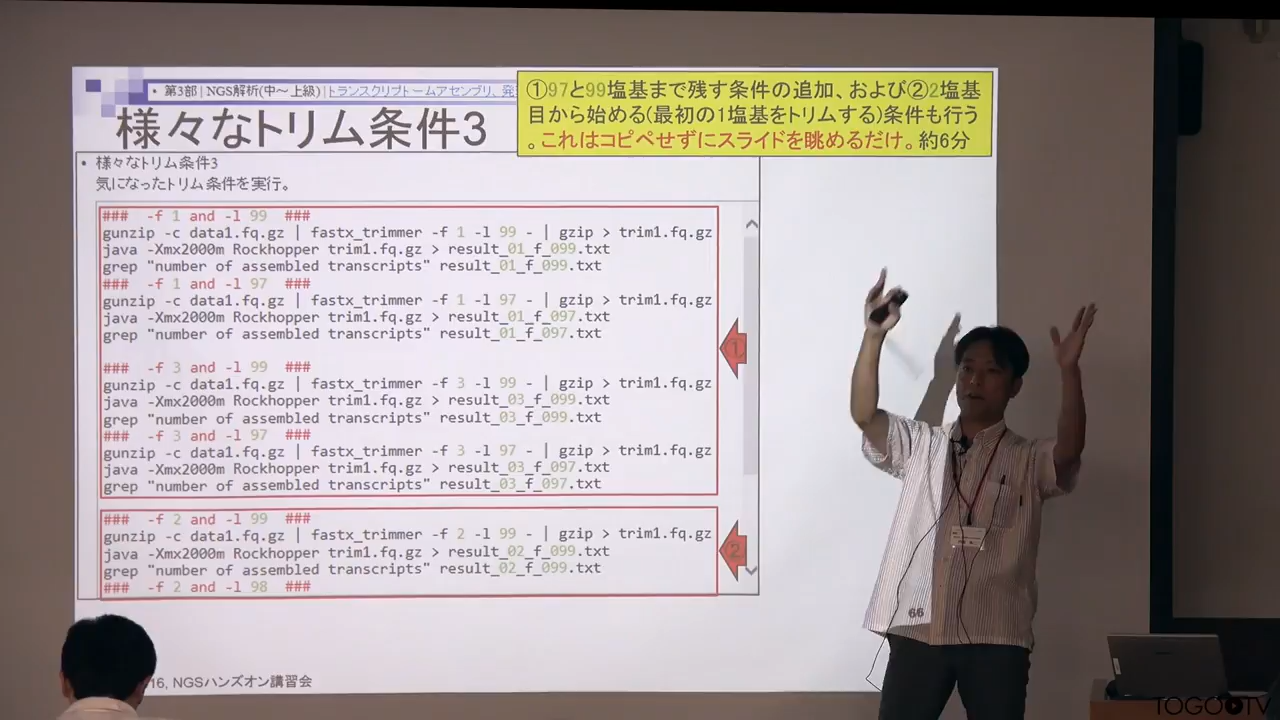 • 第3部 | NGS解析(中～上級) | トランスクリプトームアセンブリ、発
①97と99塩基まで残す条件の追加、および②2塩基
目から始める(最初の1塩基をトリムする)条件も行う
。これはコピペせずにスライドを眺めるだけ。約6分
様々なトリム条件3
• 様々なトリム条件3
気になったトリム条件を実行。
### -f 1 and -l 99 ###
gunzip -c data1.fq.gz | fastx_trimmer -f 1 -l 99 - | gzip > trim1.fq.gz
java -Xmx2000m Rockhopper trim1.fq.gz > result_01_f_099.txt
grep "number of assembled transcripts" result_01_f_099.txt
### -f 1 and -l 97 ###
gunzip -c data1.fq.gz | fastx_trimmer -f 1 -l 97 - | gzip > trim1.fq.gz
java -Xmx2000m Rockhopper trim1.fq.gz > result_01_f_097.txt
grep "number of assembled transcripts" result_01_f_097.txt
### -f 3 and -l 99 ###
gunzip -c data1.fq.gz | fastx_trimmer -f 3 -l 99 - | gzip > trim1.fq.gz
java -Xmx2000m Rockhopper trim1.fq.gz > result_03_f_099.txt
grep "number of assembled transcripts" result_03_f_099.txt
### -f 3 and -l 97 ###
gunzip -c data1.fq.gz | fastx_trimmer -f 3 -l 97 - | gzip > trim1.fq.gz
java -Xmx2000m Rockhopper trim1.fq.gz > result_03_f_097.txt
grep "number of assembled transcripts" result_03_f_097.txt
①
### -f 2 and -l 99 ###
gunzip -c data1.fq.gz | fastx_trimmer -f 2 -l 99 - | gzip > trim1.fq.gz
java -Xmx2000m Rockhopper trim1.fq.gz > result_02_f_099.txt
grep "number of assembled transcripts" result_02_f_099.txt
### -f 2 and -l 98 ###
②
66
16, NGSハンズオン講習会
TOGOTV